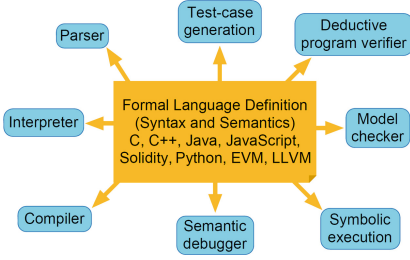 Test-case
generation
Parser
Deductive
program verifier
Formal Language Definition
(Syntax and Semantics)
C, C++, Java, JavaScript,
Solidity, Python, EVM, LLVM
Interpreter
Model
checker
Compiler
Semantic
debugger
Symbolic
execution